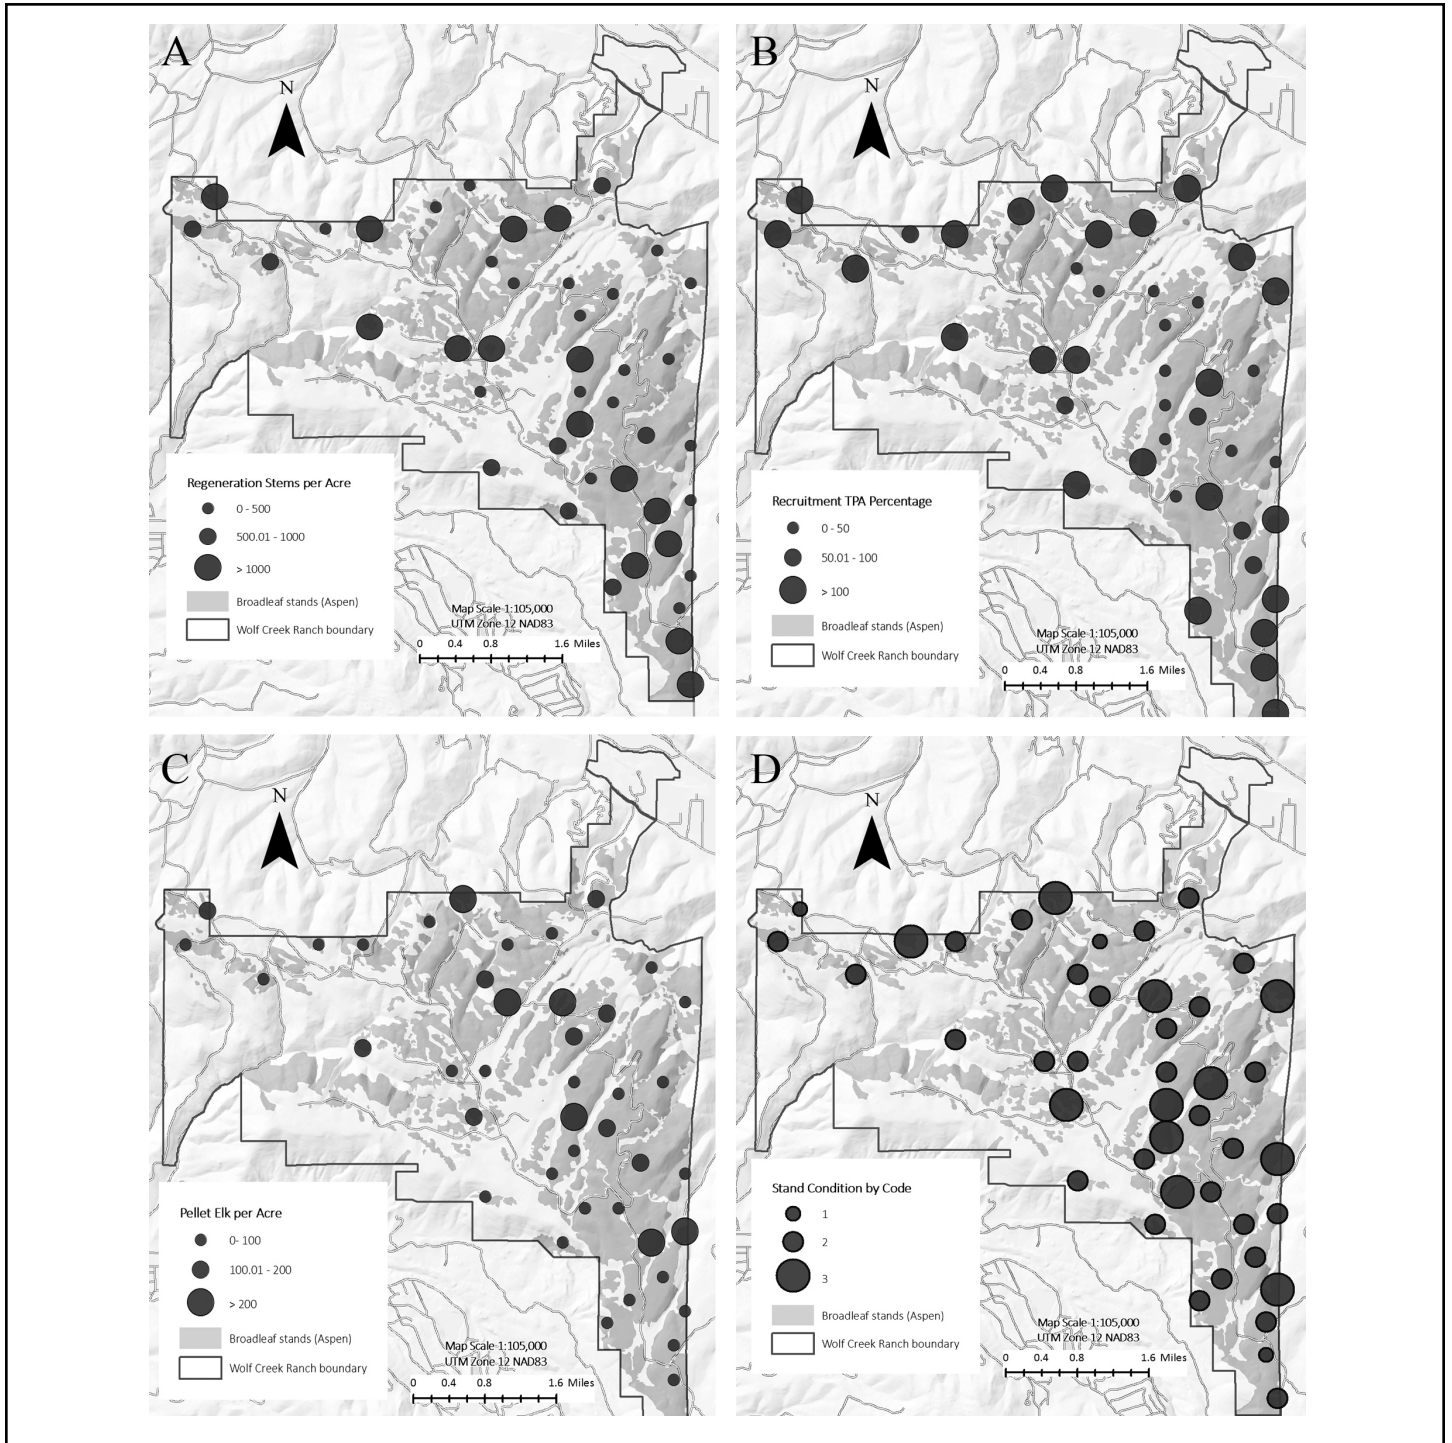 A
N
Regeneration Stems per Acre
0 - 500
500.01 - 1000
> 1000
Broadleaf stands (Aspen)
Wolf Creek Ranch boundary
Map Scale 1:105,000
UTM Zone 12 NAD83
0 0.4 0.8 1.6 Miles
B
N
Recruitment TPA Percentage
0 - 50
50.01 - 100
> 100
Broadleaf stands (Aspen)
Wolf Creek Ranch boundary
Map Scale 1:105,000
UTM Zone 12 NAD83
0 0.4 0.8 1.6 Miles
C
N
Pellet Elk per Acre
0- 100
100.01 - 200
> 200
Broadleaf stands (Aspen)
Wolf Creek Ranch boundary
Map Scale 1:105,000
UTM Zone 12 NAD83
0 0.4 0.8 1.6 Miles
D
N
Stand Condition by Code
1
2
3
Broadleaf stands (Aspen)
Wolf Creek Ranch boundary
Map Scale 1:105,000
UTM Zone 12 NAD83
0 0.4 0.8 1.6 Miles